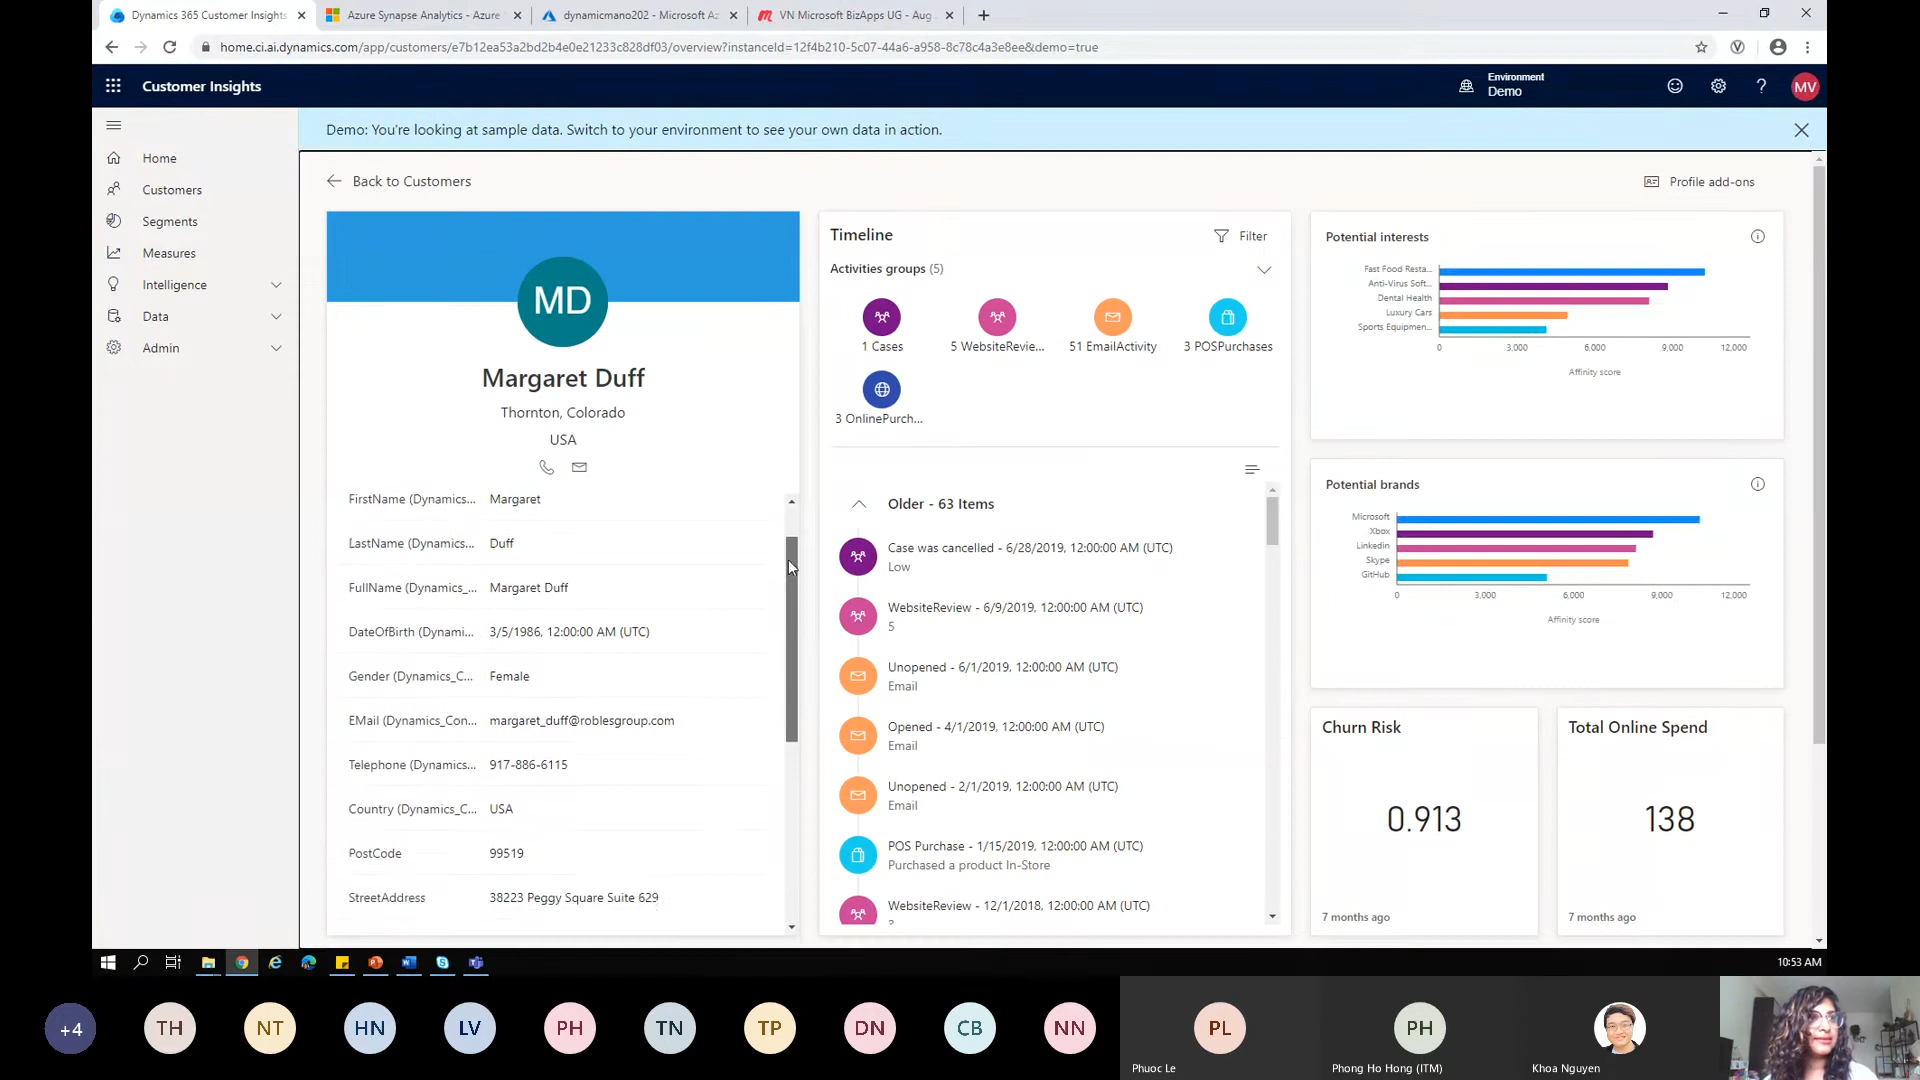 Dynamics 365 Customer Insights
Azure Synapse Analytics - Azure
dynamicmano202 - Microsoft Az
VN Microsoft BizApps UG - Aug
home.ci.ai.dynamics.com/app/customers/e7b12ea53a2bd2b4e0e21233c828df03/overview?instanceId=12f4b210-5c07-44a6-a958-8c78c4a3e8ee&demo=true
Customer Insights
Environment
Demo
MV
Demo: You're looking at sample data. Switch to your environment to see your own data in action.
Home
Customers
Segments
Measures
Intelligence
Data
Admin
Back to Customers
Profile add-ons
MD
Margaret Duff
Thornton, Colorado
USA
FirstName (Dynamics... Margaret
LastName (Dynamics... Duff
FullName (Dynamics_... Margaret Duff
DateOfBirth (Dynami... 3/5/1986, 12:00:00 AM (UTC)
Gender (Dynamics_C... Female
EMail (Dynamics_Con... margaret_duff@roblesgroup.com
Telephone (Dynamics... 917-886-6115
Country (Dynamics_C... USA
PostCode 99519
StreetAddress 38223 Peggy Square Suite 629
Timeline
Filter
Activities groups (5)
1 Cases
5 WebsiteRevie...
51 EmailActivity
3 POSPurchases
3 OnlinePurch...
Older - 63 Items
Case was cancelled - 6/28/2019, 12:00:00 AM (UTC)
Low
WebsiteReview - 6/9/2019, 12:00:00 AM (UTC)
5
Unopened - 6/1/2019, 12:00:00 AM (UTC)
Email
Opened - 4/1/2019, 12:00:00 AM (UTC)
Email
Unopened - 2/1/2019, 12:00:00 AM (UTC)
Email
POS Purchase - 1/15/2019, 12:00:00 AM (UTC)
Purchased a product In-Store
WebsiteReview - 12/1/2018, 12:00:00 AM (UTC)
Potential interests
Fast Food Resta...
Anti-Virus Soft...
Dental Health
Luxury Cars
Sports Equipmen...
0 3,000 6,000 9,000 12,000
Affinity score
Potential brands
Microsoft
Xbox
Linkedin
Skype
GitHub
0 3,000 6,000 9,000 12,000
Affinity score
Churn Risk
0.913
7 months ago
Total Online Spend
138
7 months ago
10:53 AM
+4
TH
NT
HN
LV
PH
TN
TP
DN
CB
NN
PL
PH
Phuoc Le
Phong Ho Hong (ITM)
Khoa Nguyen